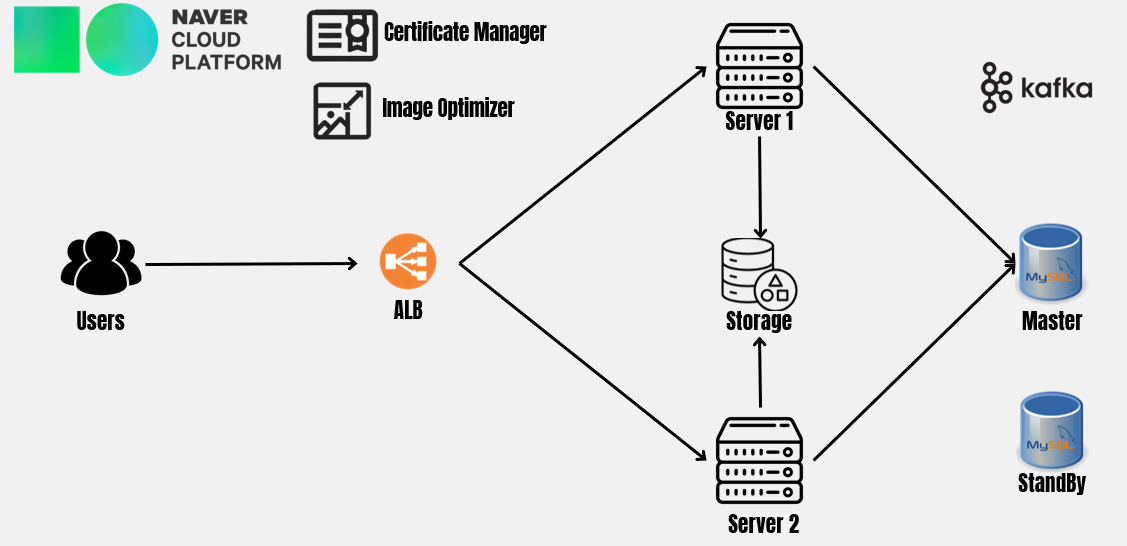 NAVER
CLOUD
PLATFORM
Certificate Manager
Image Optimizer
Server 1
kafka
Users
ALB
Storage
MySQL
Master
MySQL
StandBy
Server 2